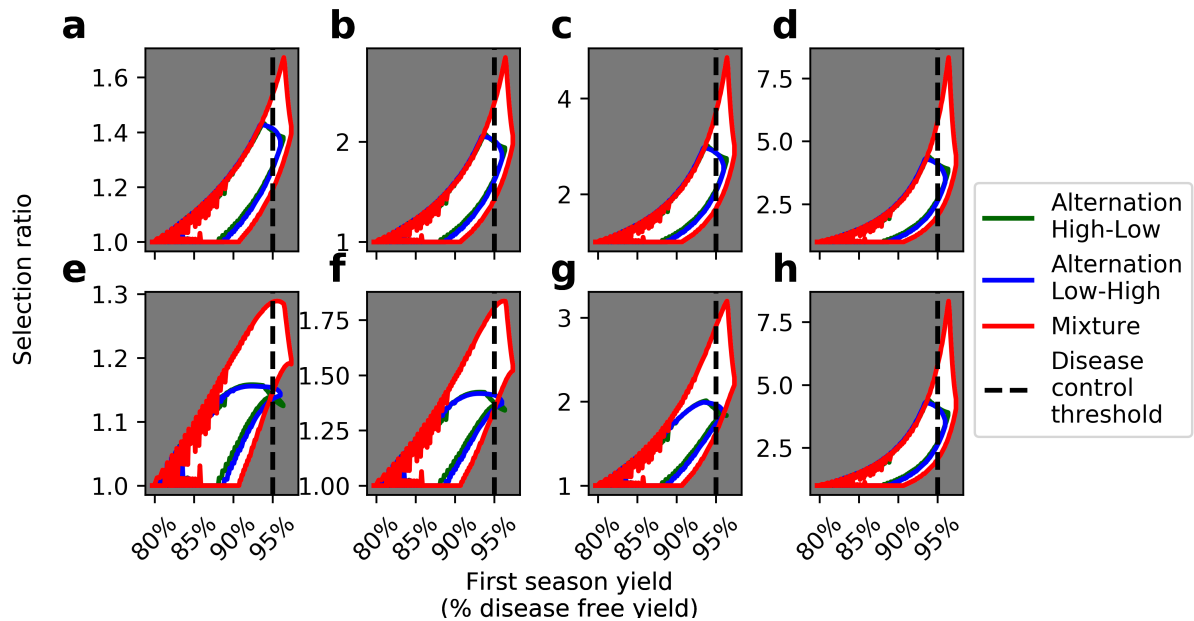 a
b
c
d
1.6
1.4
1.2
1.0
2
1
4
2
7.5
5.0
2.5
e
f
g
h
1.3
1.2
1.1
1.0
1.75
1.50
1.25
1.00
3
2
1
7.5
5.0
2.5
80%
85%
90%
95%
80%
85%
90%
95%
80%
85%
90%
95%
80%
85%
90%
95%
Selection ratio
First season yield
(% disease free yield)
Alternation
High-Low
Alternation
Low-High
Mixture
Disease
control
threshold